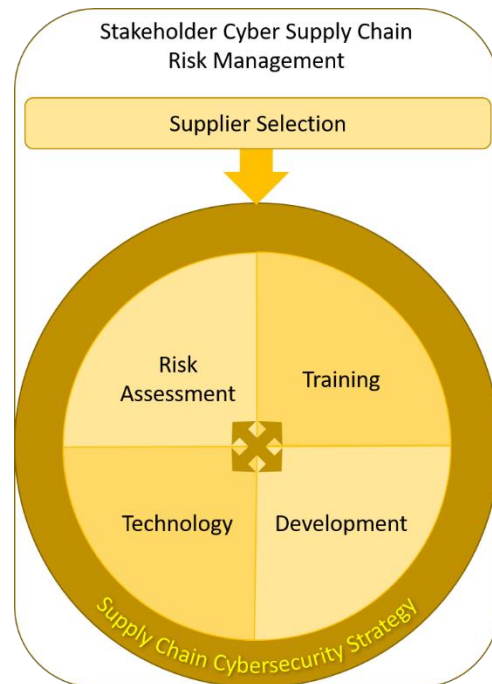 Stakeholder Cyber Supply Chain
Risk Management
Supplier Selection
Risk
Assessment
Training
Technology
Development
Supply Chain Cybersecurity Strategy